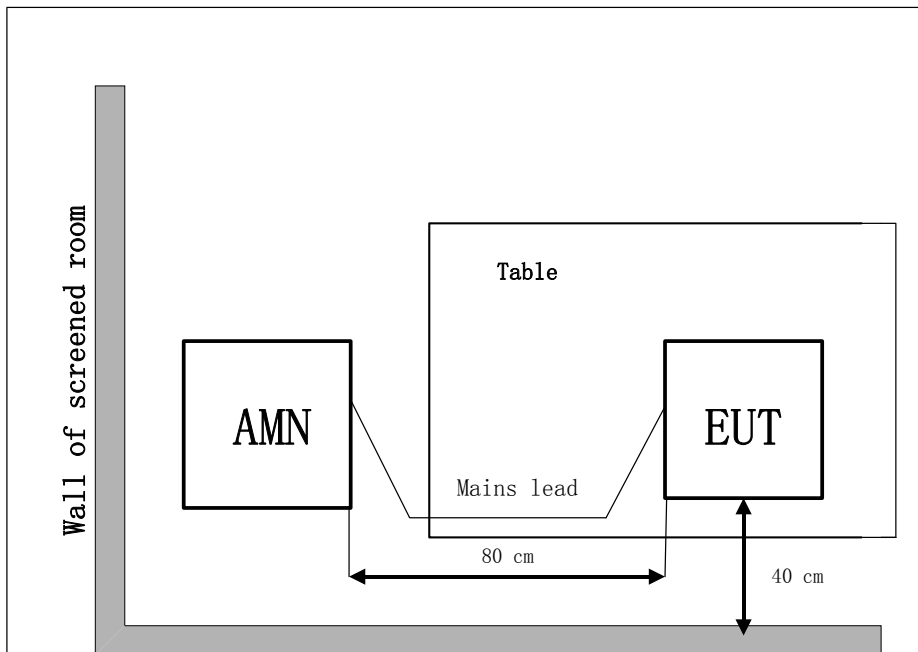 Wall of screened room
Table
AMN
EUT
Mains lead
80 cm
40 cm